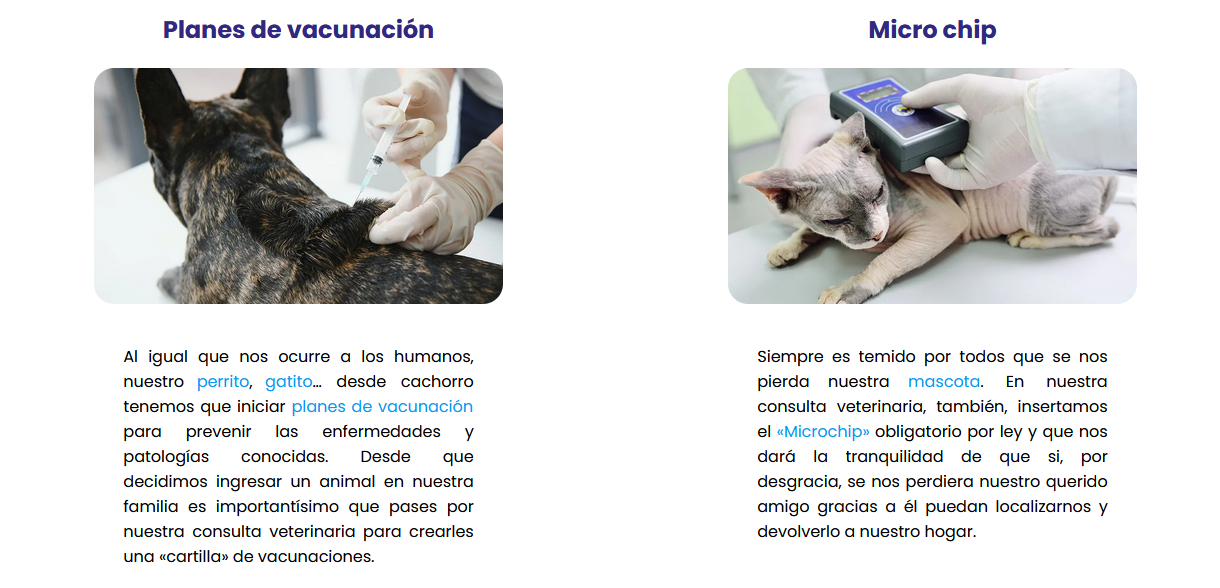 Planes de vacunación
Al igual que nos ocurre a los humanos,
nuestro perrito, gatito… desde cachorro
tenemos que iniciar planes de vacunación
para prevenir las enfermedades y
patologías conocidas. Desde que
decidimos ingresar un animal en nuestra
familia es importantísimo que pases por
nuestra consulta veterinaria para crearles
una «cartilla» de vacunaciones.
Micro chip
Siempre es temido por todos que se nos
pierda nuestra mascota. En nuestra
consulta veterinaria, también, insertamos
el «Microchip» obligatorio por ley y que nos
dará la tranquilidad de que si, por
desgracia, se nos perdiera nuestro querido
amigo gracias a él puedan localizarnos y
devolverlo a nuestro hogar.